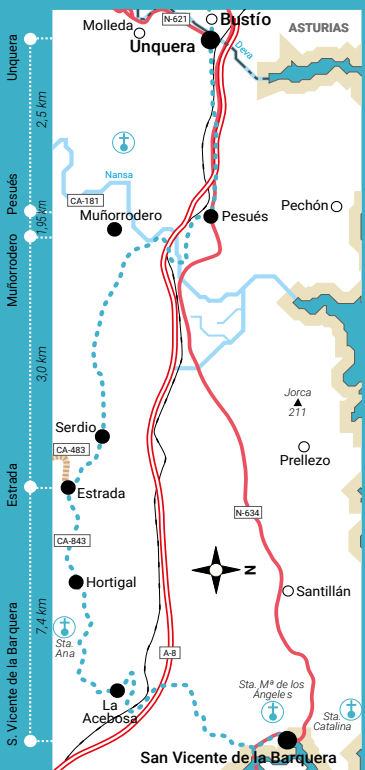 Molleda
N-621
Bustío
ASTURIAS
Unquera
Deva
Unquera
2,5 km
Nansa
CA-181
Pesués
1,95 km
Muñorrodero
Pesués
Pechón
Muñorrodero
3,0 km
Jorca
211
Serdio
CA-483
Prellezo
Estrada
Estrada
N-634
CA-843
N
Hortigal
Santillán
7,4 km
Sta.
Ana
A-8
S. Vicente de la Barquera
La
Acebosa
Sta. Mª de los
Ángeles
Sta.
Catalina
San Vicente de la Barquera